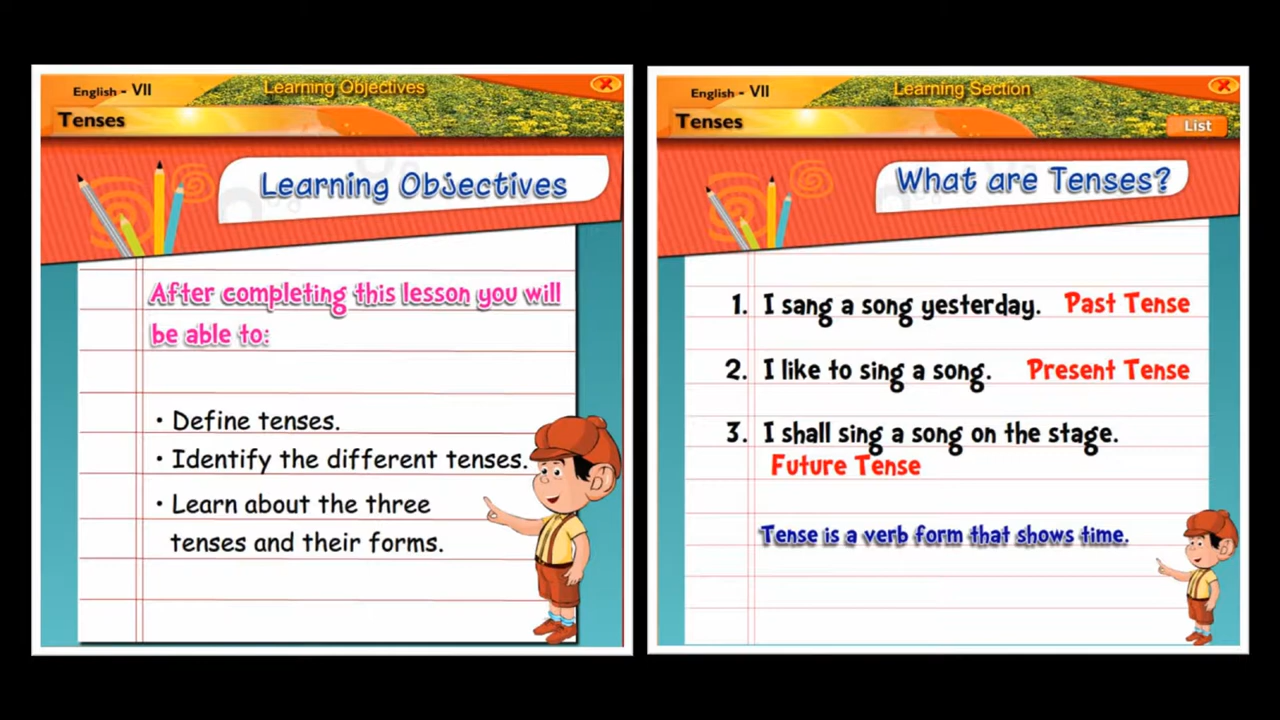 English - VII
Learning Objectives
Tenses
Learning Objectives
After completing this lesson you will
be able to:
• Define tenses.
• Identify the different tenses.
• Learn about the three
tenses and their forms.
English - VII
Learning Section
Tenses
List
What are Tenses?
1. I sang a song yesterday. Past Tense
2. I like to sing a song. Present Tense
3. I shall sing a song on the stage.
Future Tense
Tense is a verb form that shows time.